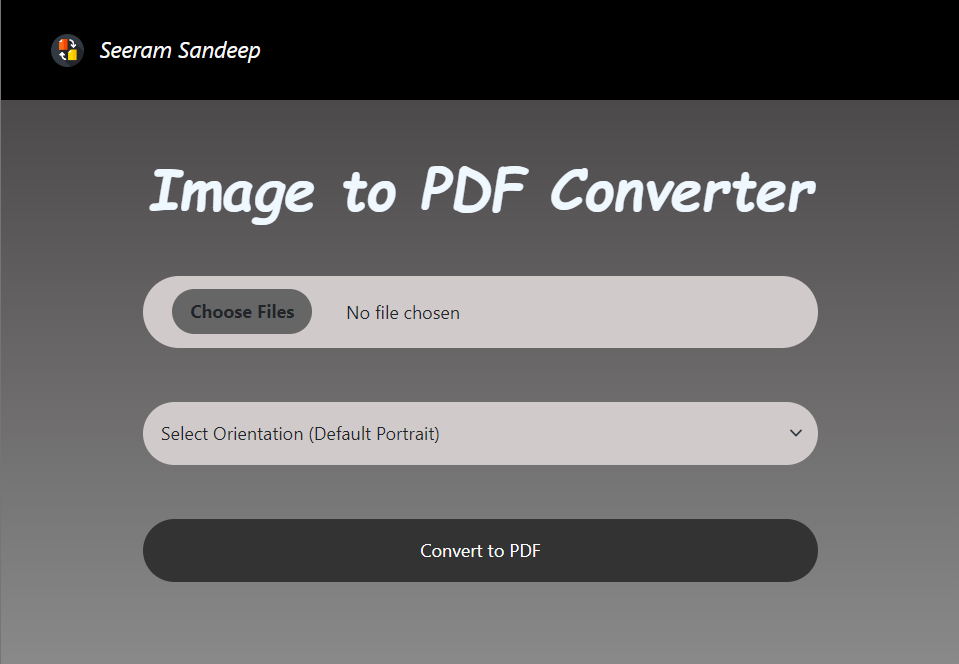 Seeram Sandeep
Image to PDF Converter
Choose Files No file chosen
Select Orientation (Default Portrait)
Convert to PDF